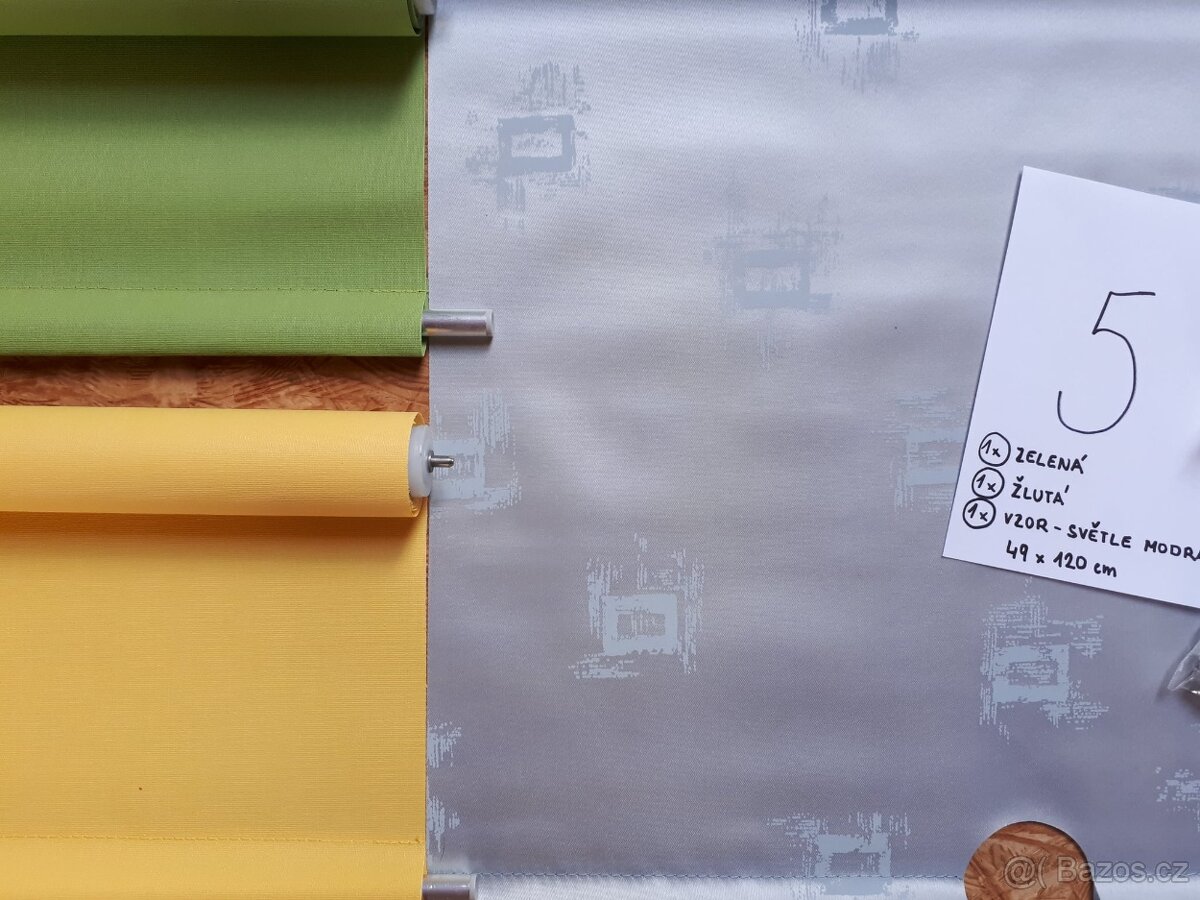 5
1x ZELENÁ
1x ŽLUTÁ
1x VZOR - SVĚTLE MODRÁ
49 x 120 cm
@( Bazos.cz